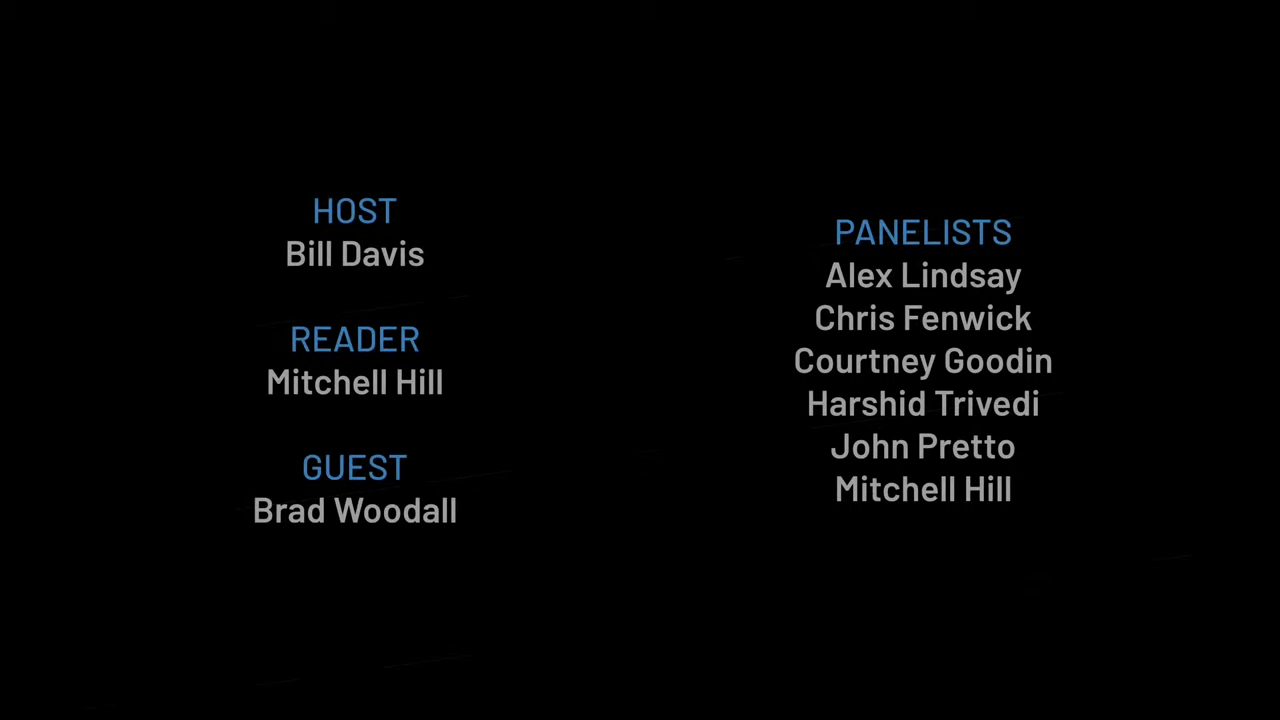 HOST
Bill Davis
READER
Mitchell Hill
GUEST
Brad Woodall
PANELISTS
Alex Lindsay
Chris Fenwick
Courtney Goodin
Harshid Trivedi
John Pretto
Mitchell Hill